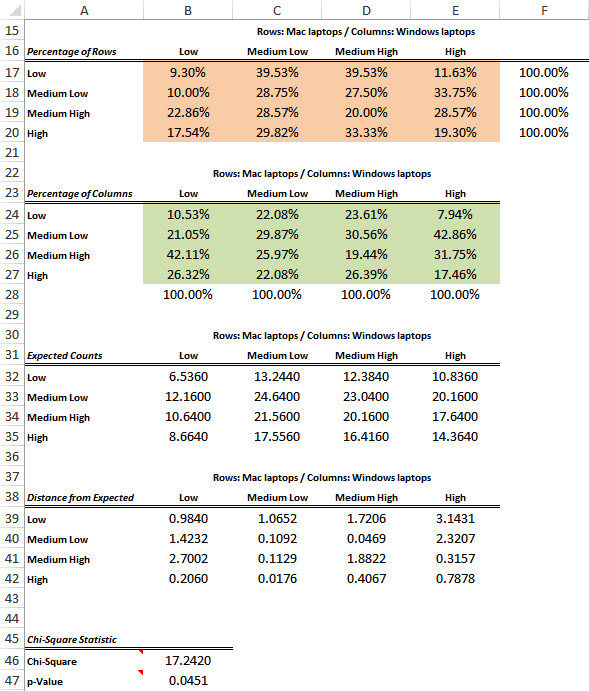 A B C D E F
15 Rows: Mac laptops / Columns: Windows laptops
16 Percentage of Rows Low Medium Low Medium High High
17 Low 9.30% 39.53% 39.53% 11.63% 100.00%
18 Medium Low 10.00% 28.75% 27.50% 33.75% 100.00%
19 Medium High 22.86% 28.57% 20.00% 28.57% 100.00%
20 High 17.54% 29.82% 33.33% 19.30% 100.00%
21
22 Rows: Mac laptops / Columns: Windows laptops
23 Percentage of Columns Low Medium Low Medium High High
24 Low 10.53% 22.08% 23.61% 7.94%
25 Medium Low 21.05% 29.87% 30.56% 42.86%
26 Medium High 42.11% 25.97% 19.44% 31.75%
27 High 26.32% 22.08% 26.39% 17.46%
28 100.00% 100.00% 100.00% 100.00%
29
30 Rows: Mac laptops / Columns: Windows laptops
31 Expected Counts Low Medium Low Medium High High
32 Low 6.5360 13.2440 12.3840 10.8360
33 Medium Low 12.1600 24.6400 23.0400 20.1600
34 Medium High 10.6400 21.5600 20.1600 17.6400
35 High 8.6640 17.5560 16.4160 14.3640
36
37 Rows: Mac laptops / Columns: Windows laptops
38 Distance from Expected Low Medium Low Medium High High
39 Low 0.9840 1.0652 1.7206 3.1431
40 Medium Low 1.4232 0.1092 0.0469 2.3207
41 Medium High 2.7002 0.1129 1.8822 0.3157
42 High 0.2060 0.0176 0.4067 0.7878
43
44
45 Chi-Square Statistic
46 Chi-Square 17.2420
47 p-Value 0.0451